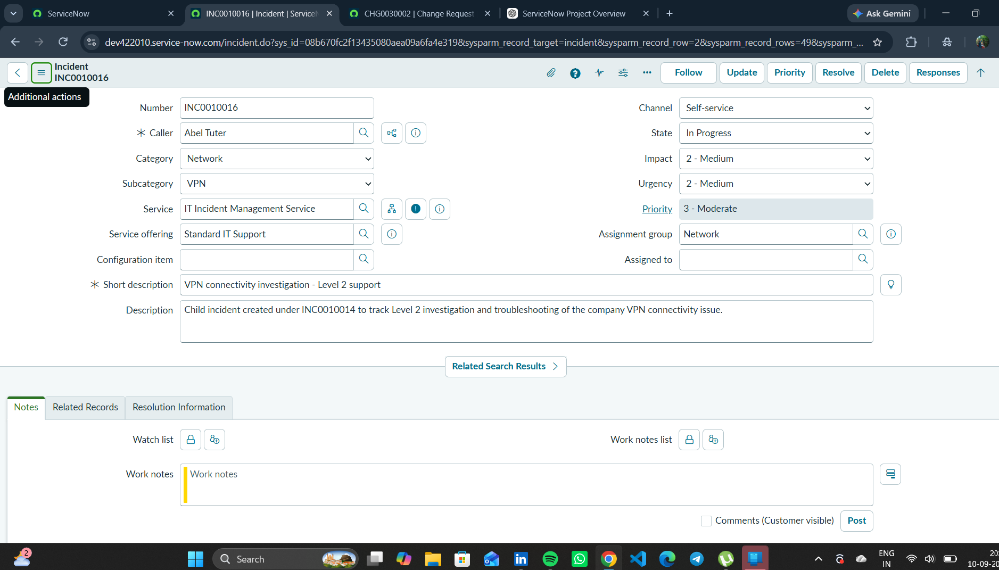 ServiceNow
INC0010016 | Incident | ServiceN
CHG0030002 | Change Request
ServiceNow Project Overview
Ask Gemini
dev422010.service-now.com/incident.do?sys_id=08b670fc2f13435080aea09a6fa4e319&sysparm_record_target=incident&sysparm_record_row=2&sysparm_record_rows=49&sysparm_...
Incident
INC0010016
Follow
Update
Priority
Resolve
Delete
Responses
Additional actions
Number INC0010016
Channel Self-service
Caller Abel Tuter
State In Progress
Category Network
Impact 2 - Medium
Subcategory VPN
Urgency 2 - Medium
Service IT Incident Management Service
Priority 3 - Moderate
Service offering Standard IT Support
Assignment group Network
Configuration item
Assigned to
Short description VPN connectivity investigation - Level 2 support
Description Child incident created under INC0010014 to track Level 2 investigation and troubleshooting of the company VPN connectivity issue.
Related Search Results
Notes
Related Records
Resolution Information
Watch list
Work notes list
Work notes Work notes
Comments (Customer visible)
Post
2
Search
ENG
IN
20:
10-09-20